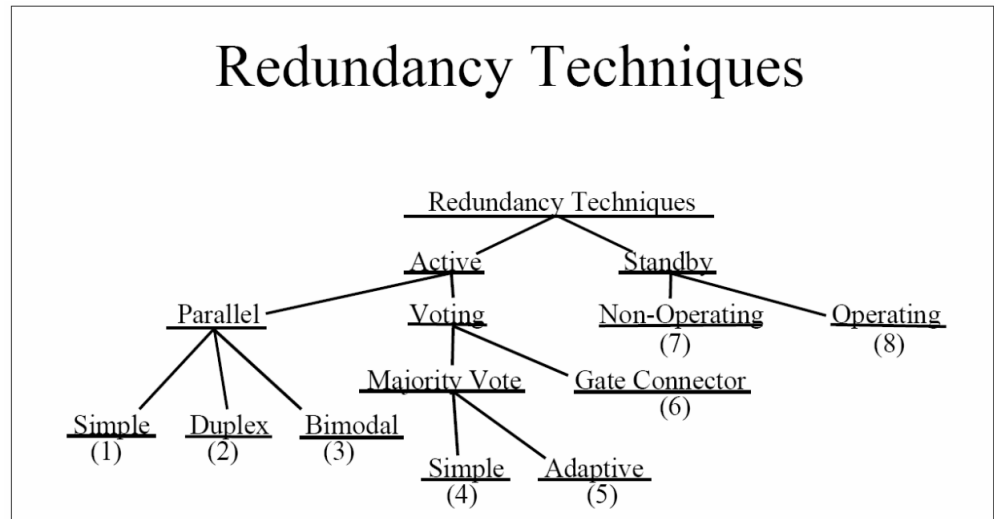 Redundancy Techniques
Redundancy Techniques
Active
Standby
Parallel
Voting
Non-Operating
(7)
Operating
(8)
Majority Vote
Gate Connector
(6)
Simple
(1)
Duplex
(2)
Bimodal
(3)
Simple
(4)
Adaptive
(5)